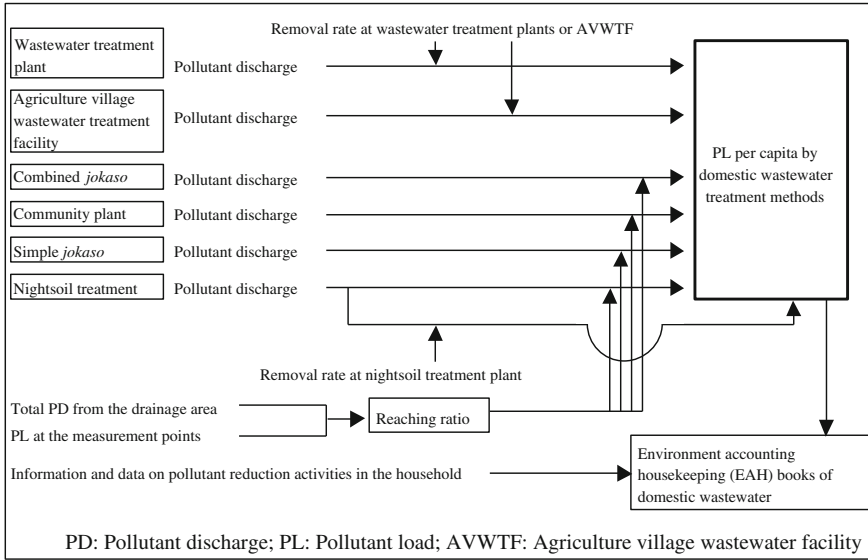 Removal rate at wastewater treatment plants or AVWTF
Wastewater treatment
plant
Pollutant discharge
Agriculture village
wastewater treatment
facility
Pollutant discharge
Combined jokaso
Pollutant discharge
Community plant
Pollutant discharge
Simple jokaso
Pollutant discharge
Nightsoil treatment
Pollutant discharge
PL per capita by
domestic wastewater
treatment methods
Removal rate at nightsoil treatment plant
Total PD from the drainage area
PL at the measurement points
Reaching ratio
Information and data on pollutant reduction activities in the household
Environment accounting
housekeeping (EAH) books of
domestic wastewater
PD: Pollutant discharge; PL: Pollutant load; AVWTF: Agriculture village wastewater facility